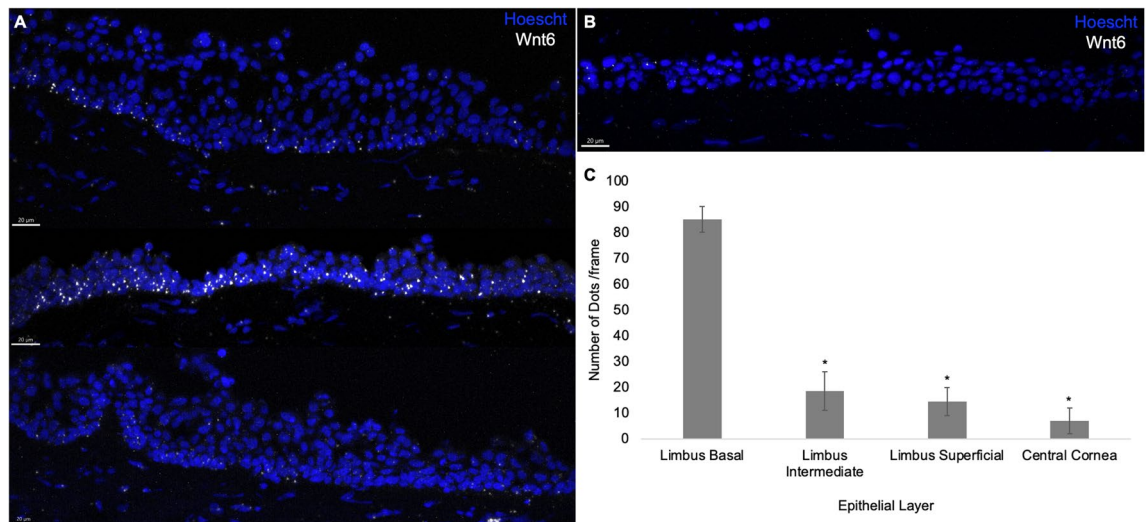 A
Hoescht
Wnt6
20 µm
20 µm
20 µm
B
Hoescht
Wnt6
20 µm
C
Number of Dots /frame
100
90
80
70
60
50
40
30
20
10
0
*
*
*
Limbus Basal
Limbus
Intermediate
Limbus Superficial
Central Cornea
Epithelial Layer